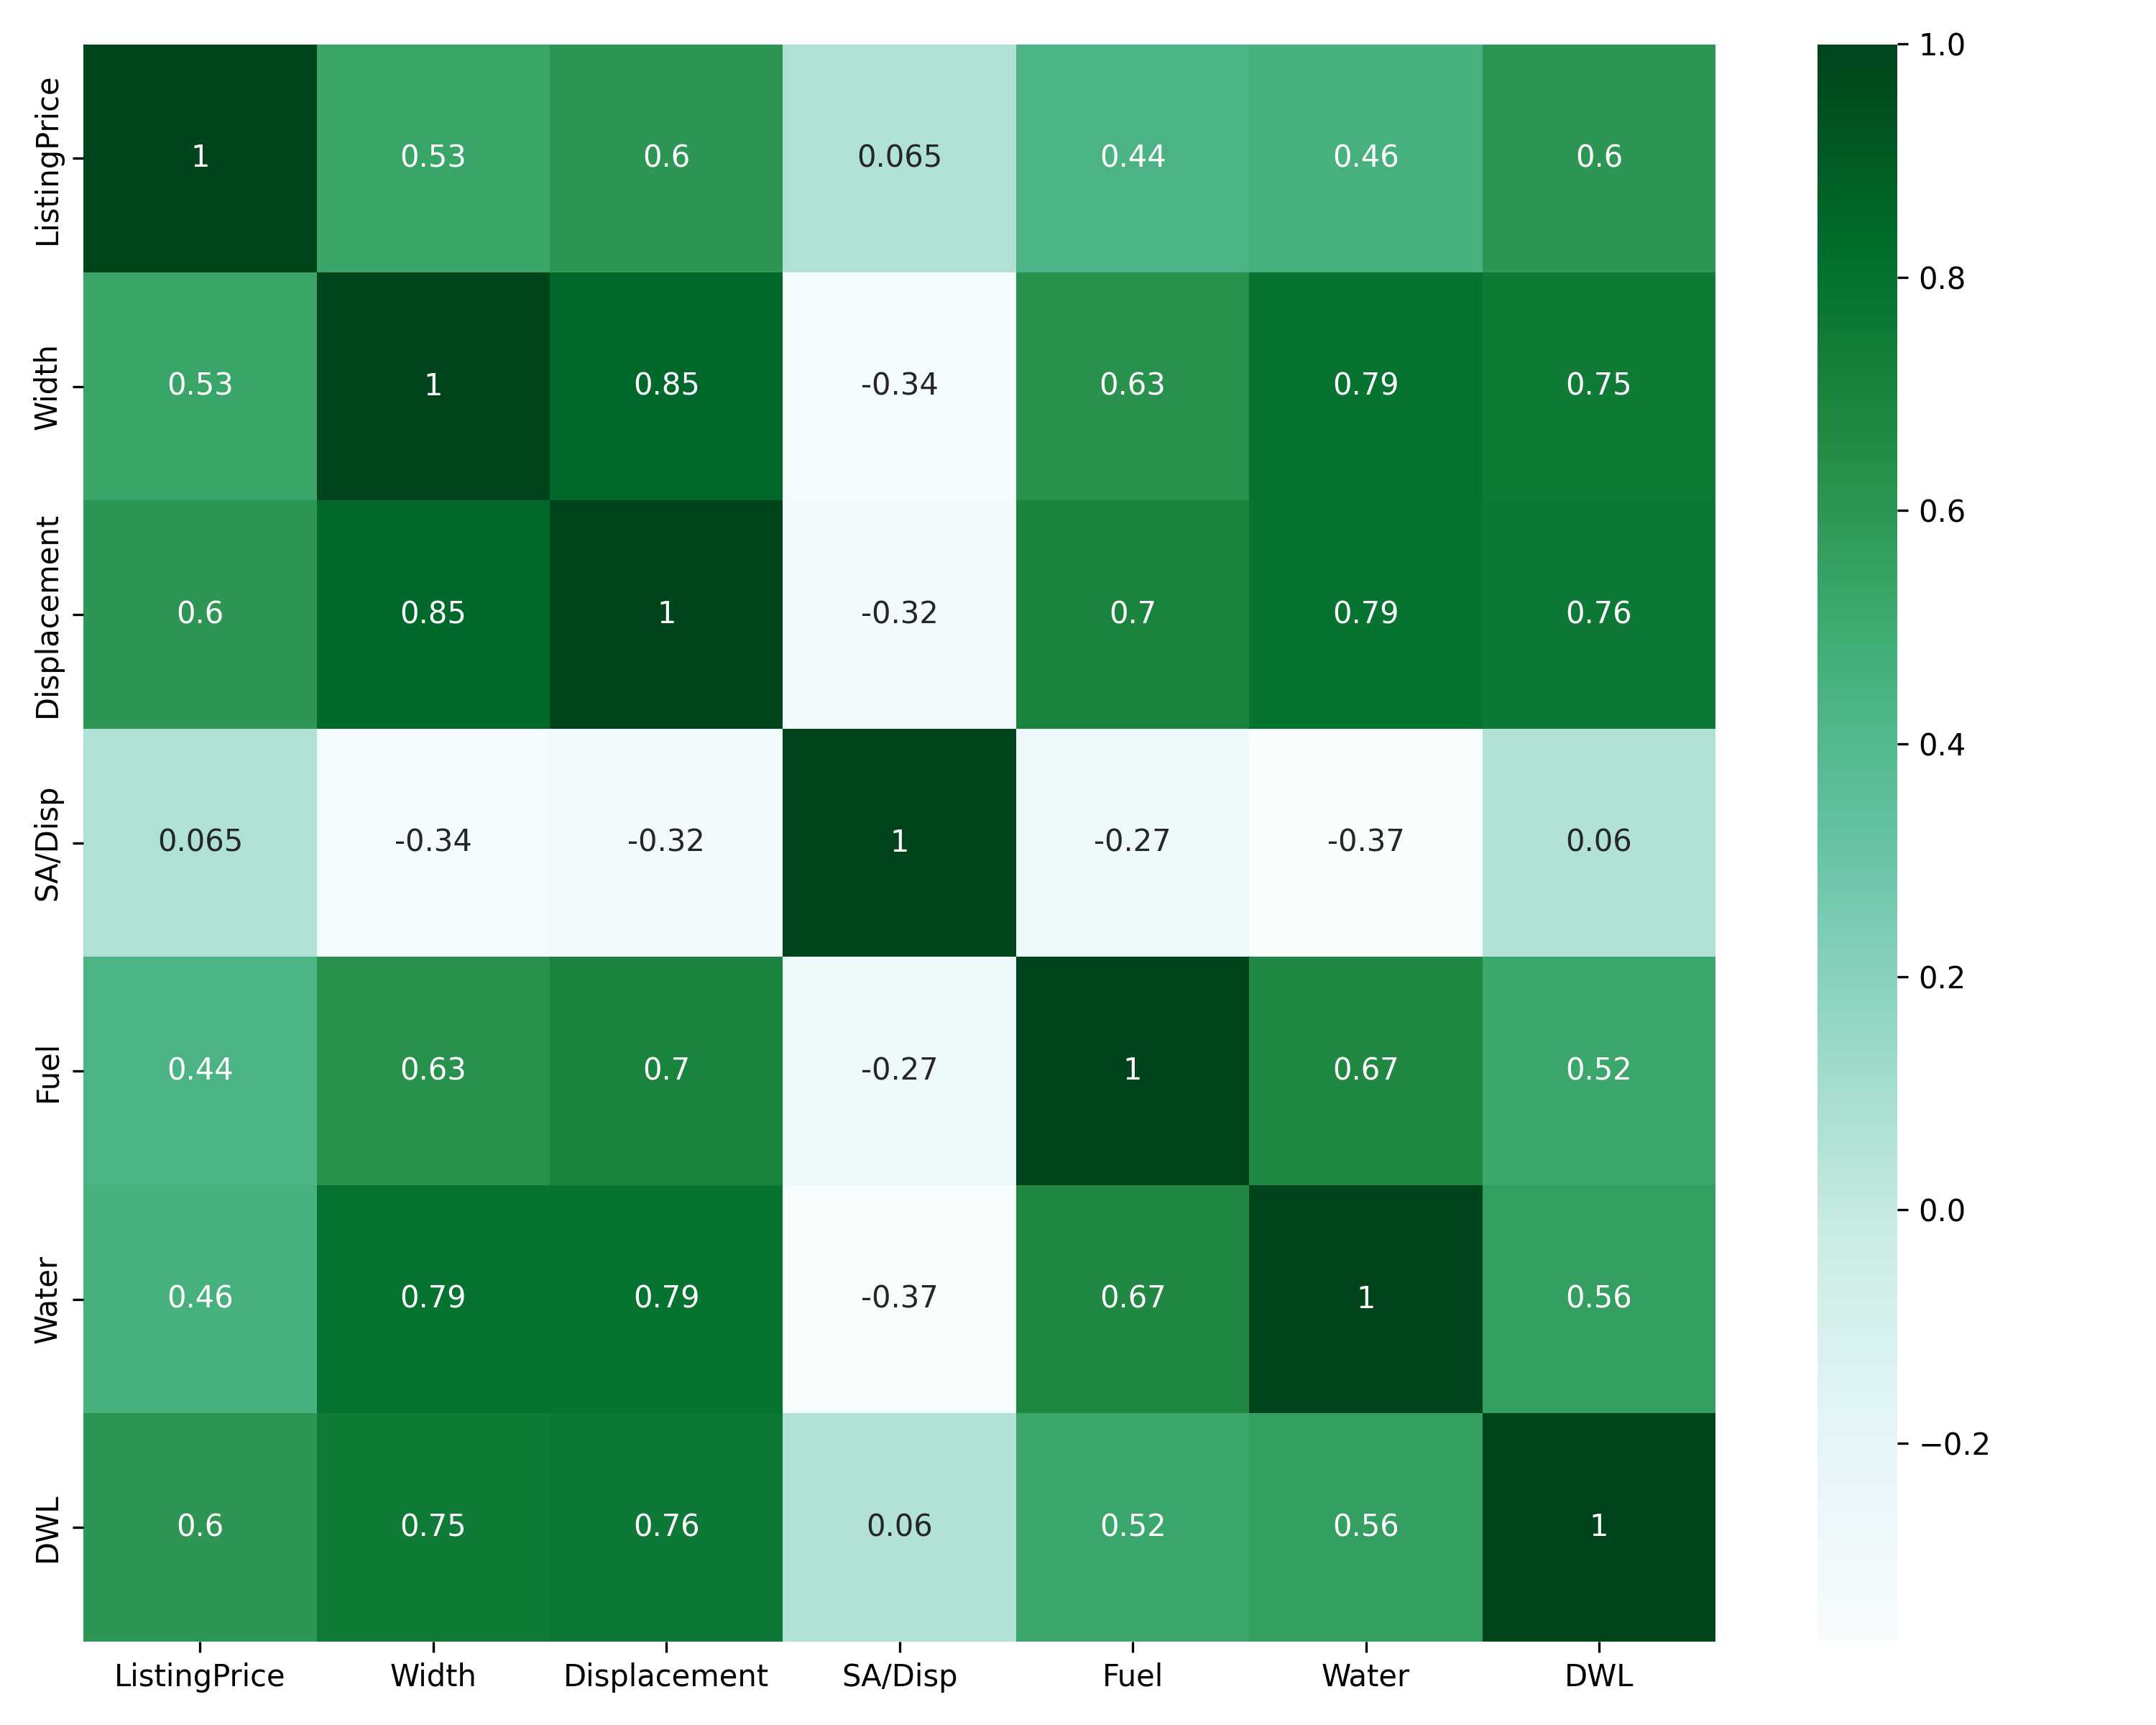 ListingPrice 1 0.53 0.6 0.065 0.44 0.46 0.6
Width 0.53 1 0.85 -0.34 0.63 0.79 0.75
Displacement 0.6 0.85 1 -0.32 0.7 0.79 0.76
SA/Disp 0.065 -0.34 -0.32 1 -0.27 -0.37 0.06
Fuel 0.44 0.63 0.7 -0.27 1 0.67 0.52
Water 0.46 0.79 0.79 -0.37 0.67 1 0.56
DWL 0.6 0.75 0.76 0.06 0.52 0.56 1
ListingPrice Width Displacement SA/Disp Fuel Water DWL
1.0
0.8
0.6
0.4
0.2
0.0
−0.2